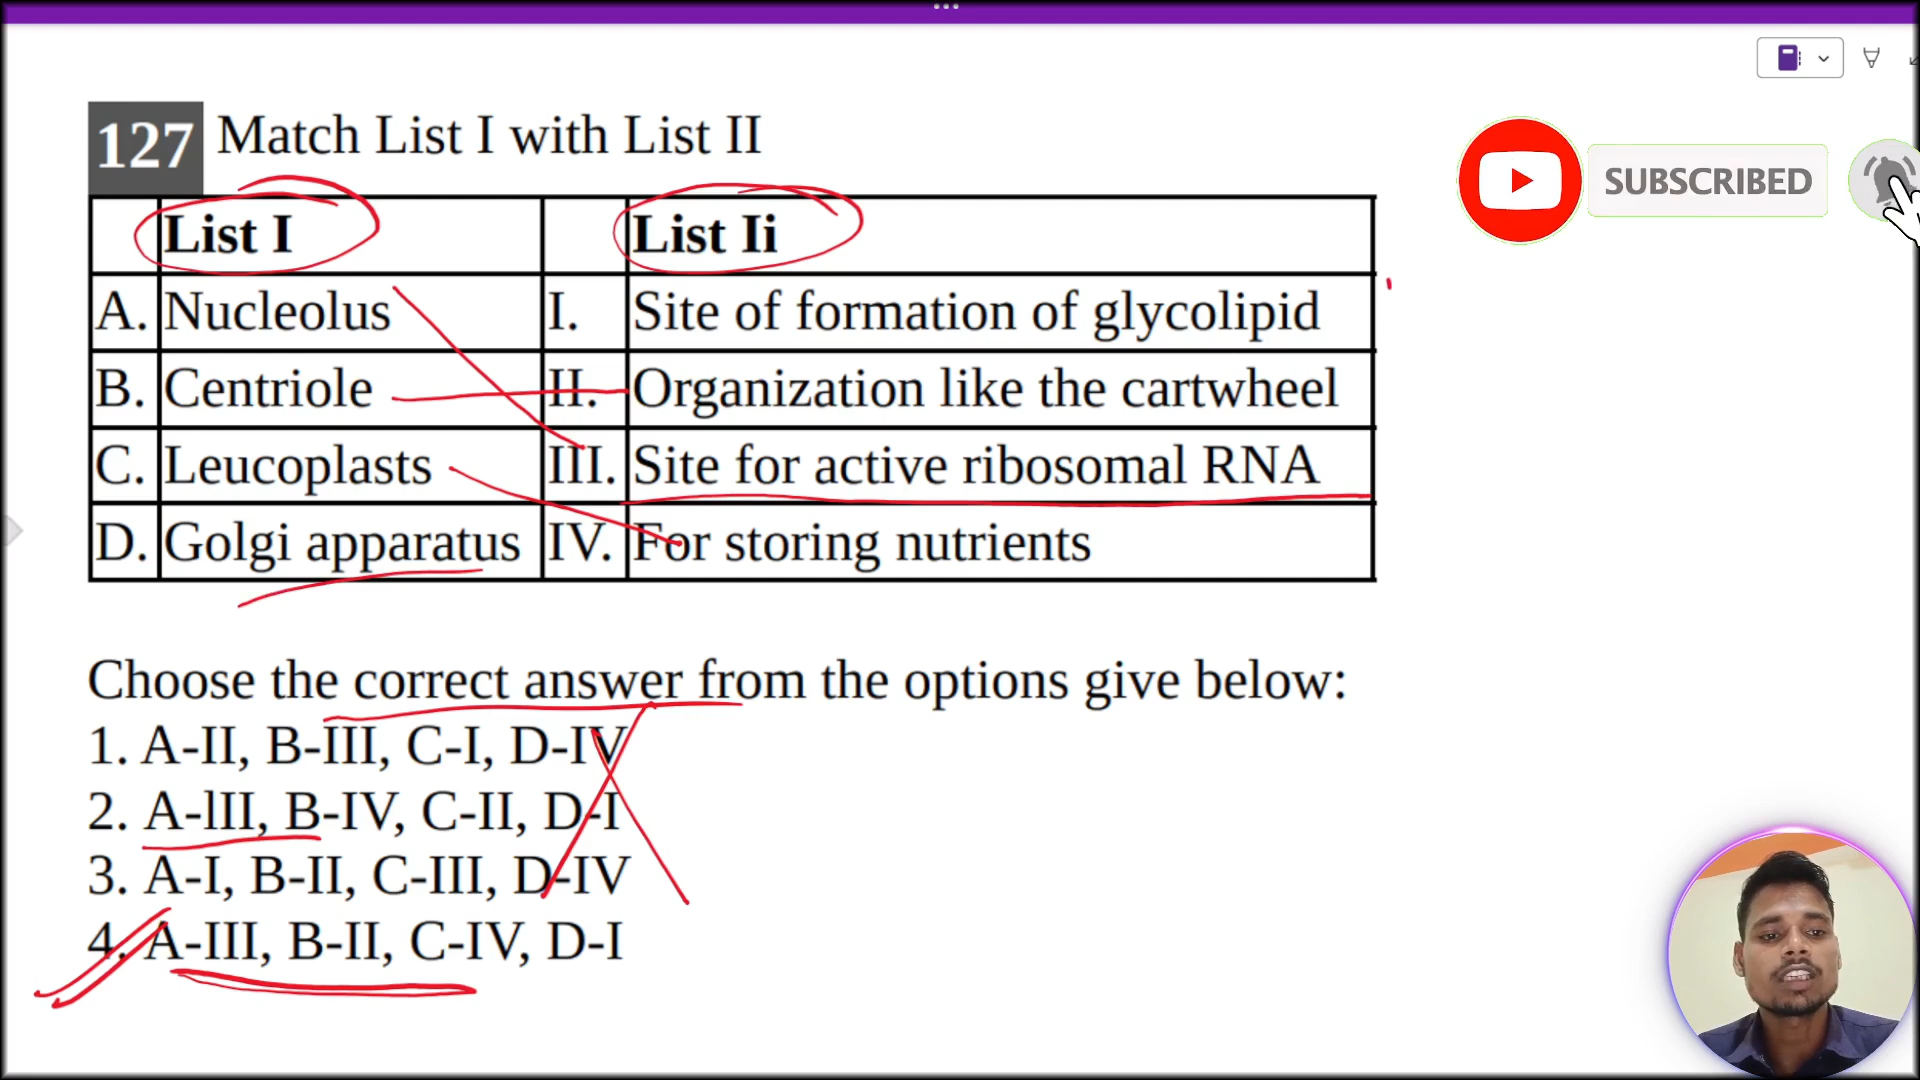 127 Match List I with List II
List I List Ii
A. Nucleolus I. Site of formation of glycolipid
B. Centriole II. Organization like the cartwheel
C. Leucoplasts III. Site for active ribosomal RNA
D. Golgi apparatus IV. For storing nutrients
Choose the correct answer from the options give below:
1. A-II, B-III, C-I, D-IV
2. A-lII, B-IV, C-II, D-I
3. A-I, B-II, C-III, D-IV
4. A-III, B-II, C-IV, D-I
SUBSCRIBED